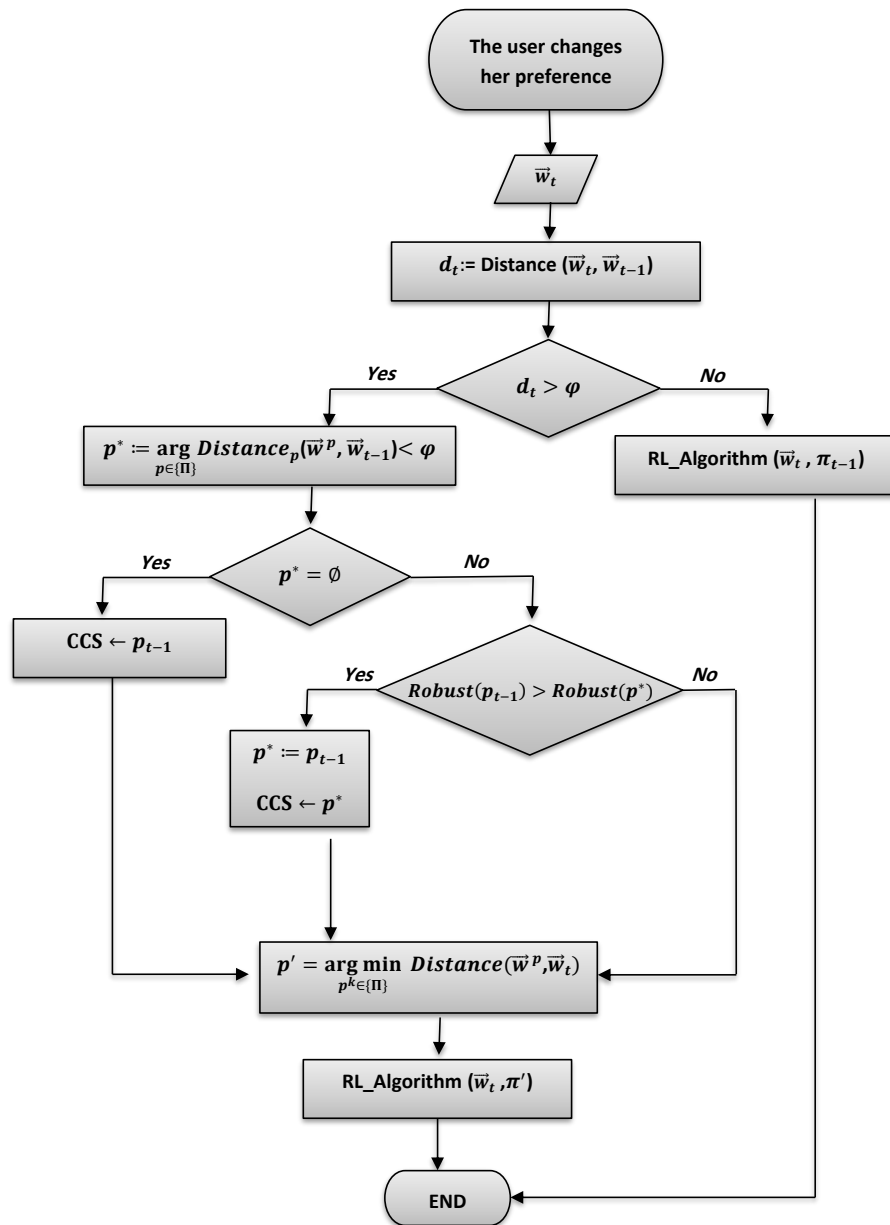 The user changes
her preference
w⃗_t
d_t:= Distance (w⃗_t, w⃗_{t−1})
Yes
d_t > φ
No
p* := arg Distance_p(w⃗^p, w⃗_{t−1})< φ
p∈{Π}
RL_Algorithm (w⃗_t , π_{t−1})
Yes
p* = ∅
No
CCS ← p_{t−1}
Yes
Robust(p_{t−1}) > Robust(p*)
No
p* := p_{t−1}
CCS ← p*
p′ = arg min Distance(w⃗^p,w⃗_t)
p^k∈{Π}
RL_Algorithm (w⃗_t ,π′)
END